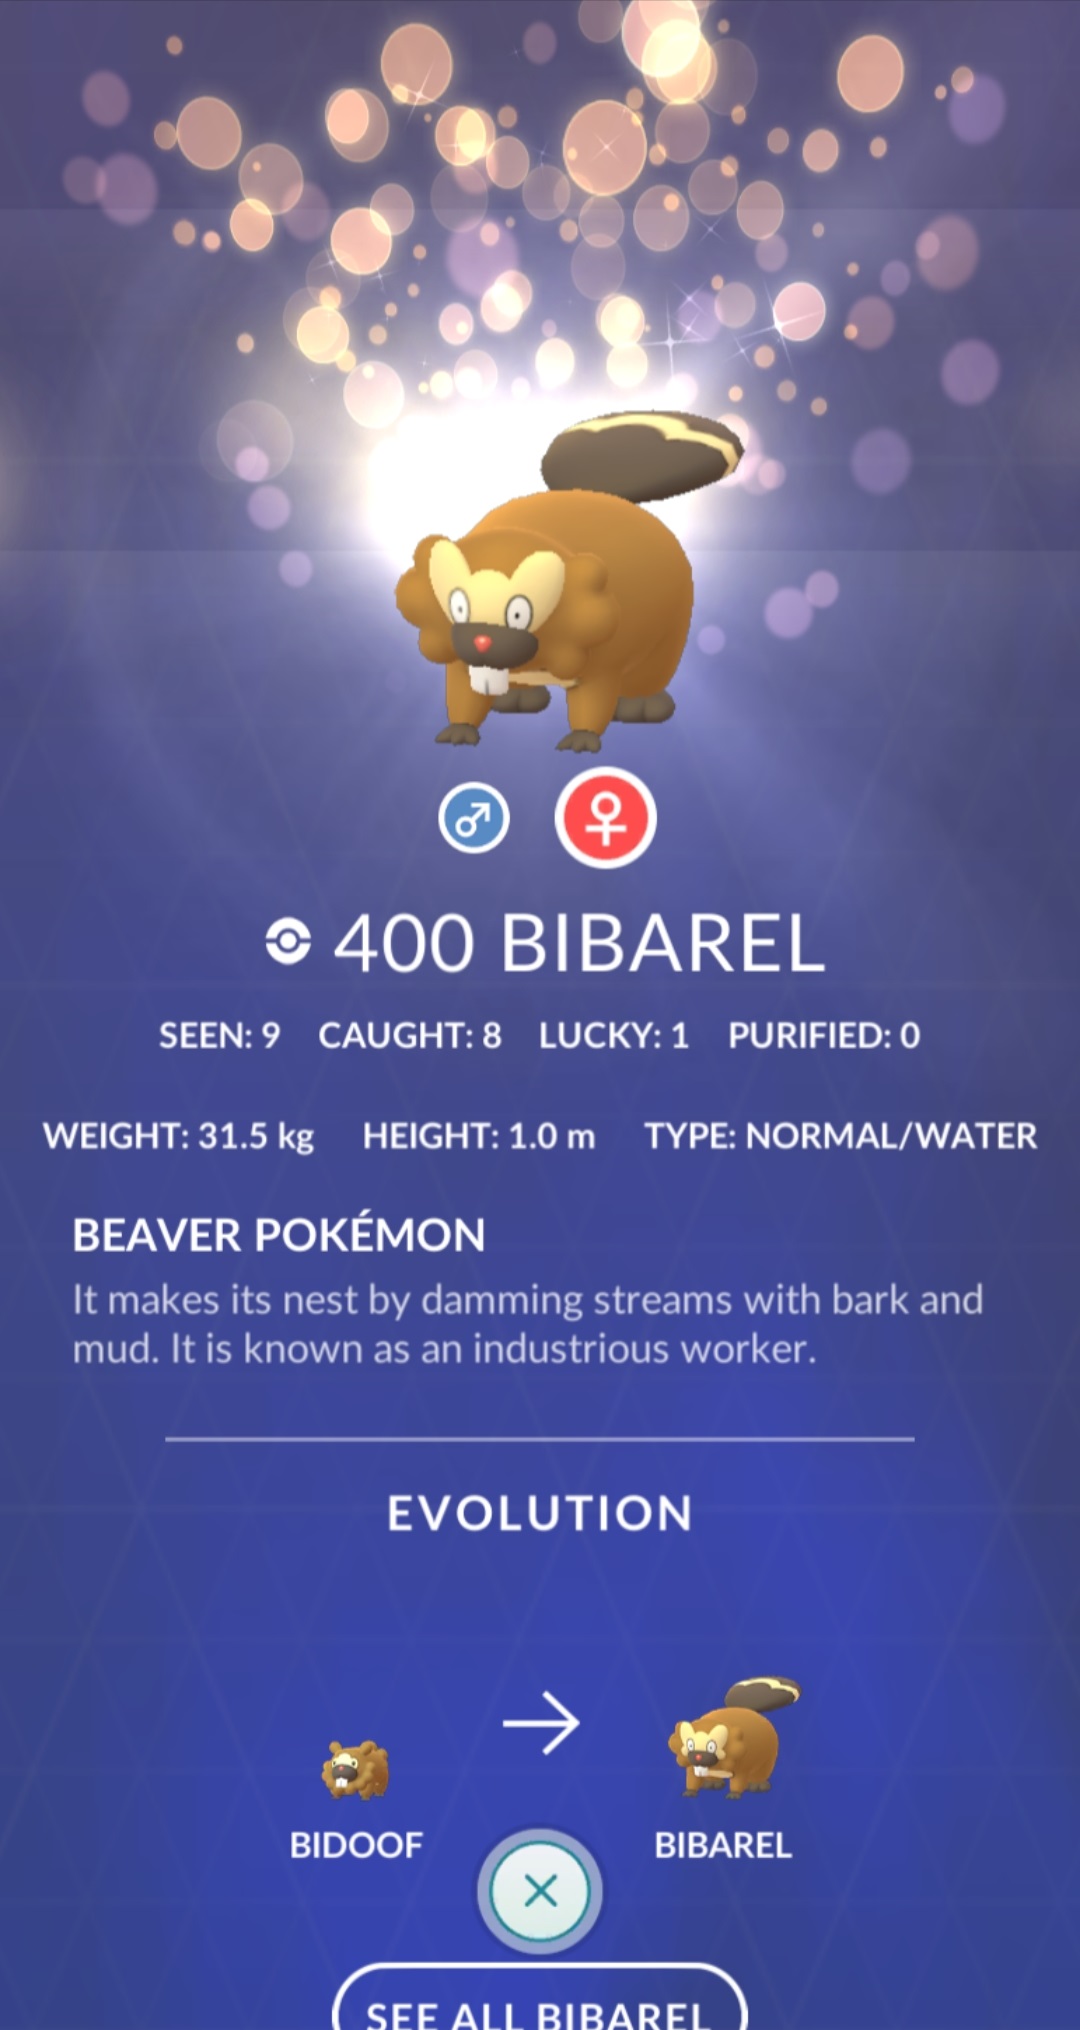 400 BIBAREL
SEEN: 9 CAUGHT: 8 LUCKY: 1 PURIFIED: 0
WEIGHT: 31.5 kg HEIGHT: 1.0 m TYPE: NORMAL/WATER
BEAVER POKÉMON
It makes its nest by damming streams with bark and
mud. It is known as an industrious worker.
EVOLUTION
BIDOOF BIBAREL
SEE ALL BIBAREL